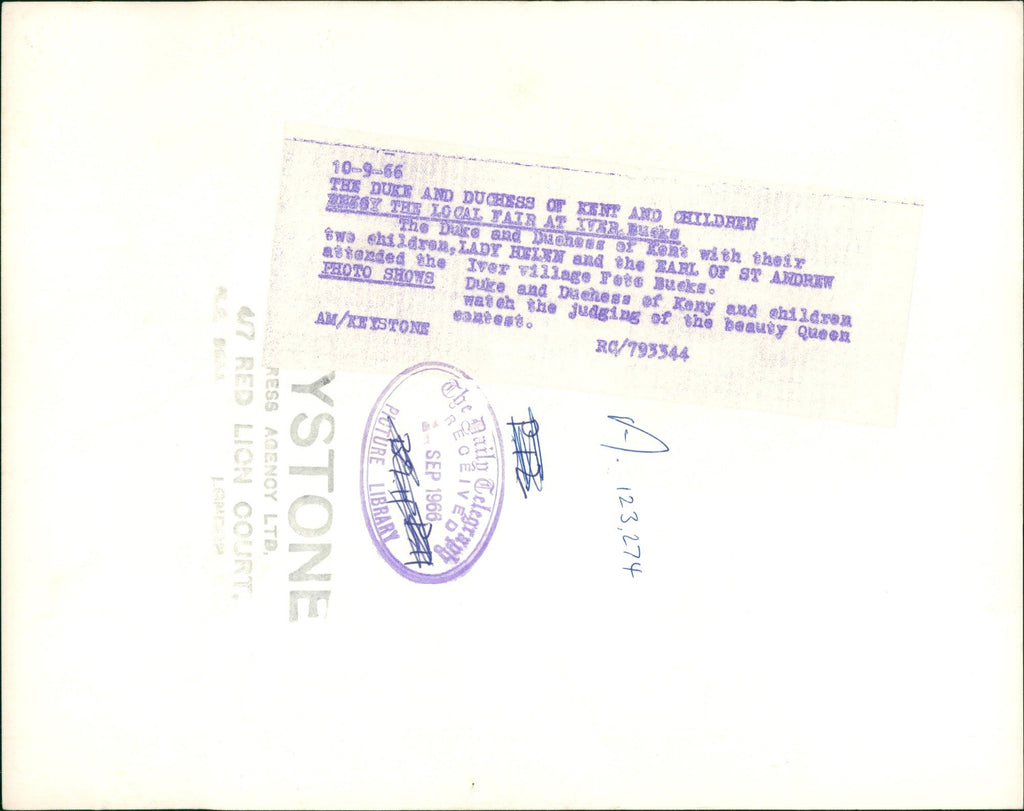 10-9-66
THE DUKE AND DUCHESS OF KENT AND CHILDREN
THE LOCAL FAIR AT IVER, Bucks
The Duke and Duchess of Kent with their
two children, LADY HELEN and the EARL OF ST ANDREW
attended the Iver village Fete Bucks.
PHOTO SHOWS Duke and Duchess of Keny and children
watch the judging of the beauty Queen
contest.
AM/KEYSTONE
RC/793344
The Daily Telegraph
RECEIVED
SEP 1966
PICTURE LIBRARY
A. 123,274
YSTONE
RESS AGENCY LTD,
RED LION COURT,
LONDON